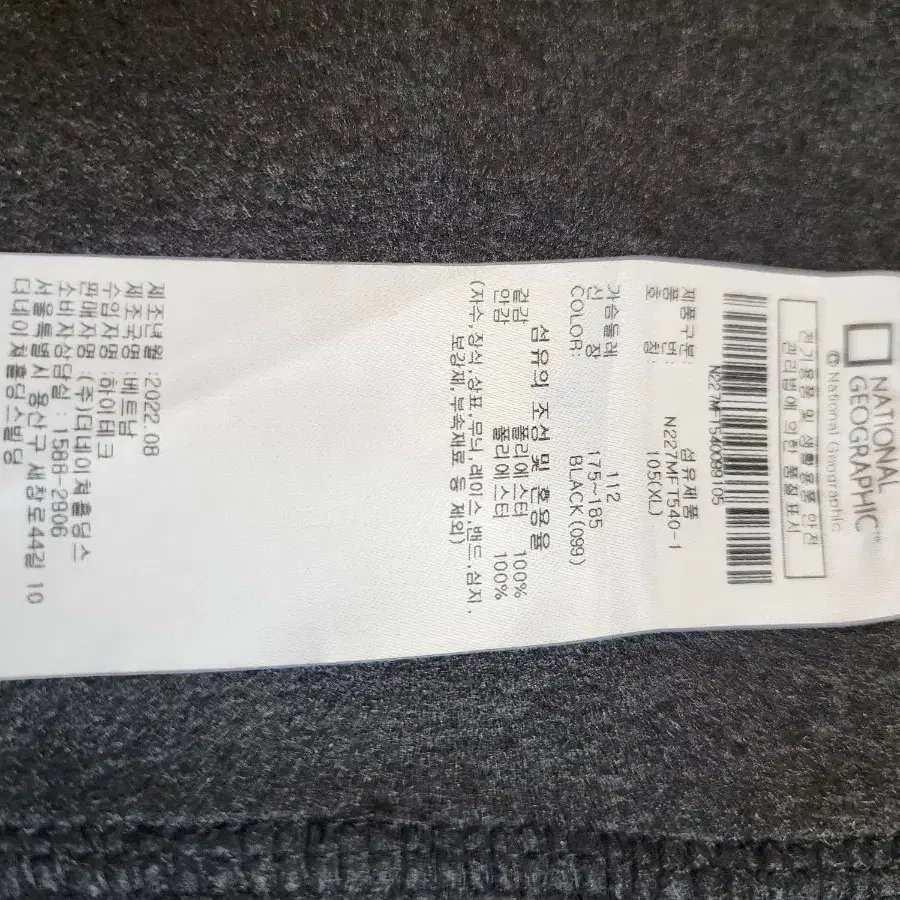 NATIONAL
GEOGRAPHIC™
© National Geographic
전기용품 및 생활용품 안전
관리법에 의한 품질표시
N227MFT540099105
제품구분: 섬유제품
품 번: N227MFT540-1
호 칭: 105(XL)
가슴둘레 112
신 장 175~185
COLOR: BLACK(099)
섬유의 조성 및 혼용율
겉감 폴리에스터 100%
안감 폴리에스터 100%
(자수,장식,상표,무늬,레이스,밴드,심지,
보강재,부속재료 등 제외)
제조년월 :2022.08
제조국명 :베트남
수입자명 :하이테크
판매자명 :(주)더네이쳐홀딩스
소비자상담실 : 1588-2906
서울특별시 용산구 새창로44길 10
더네이쳐홀딩스빌딩